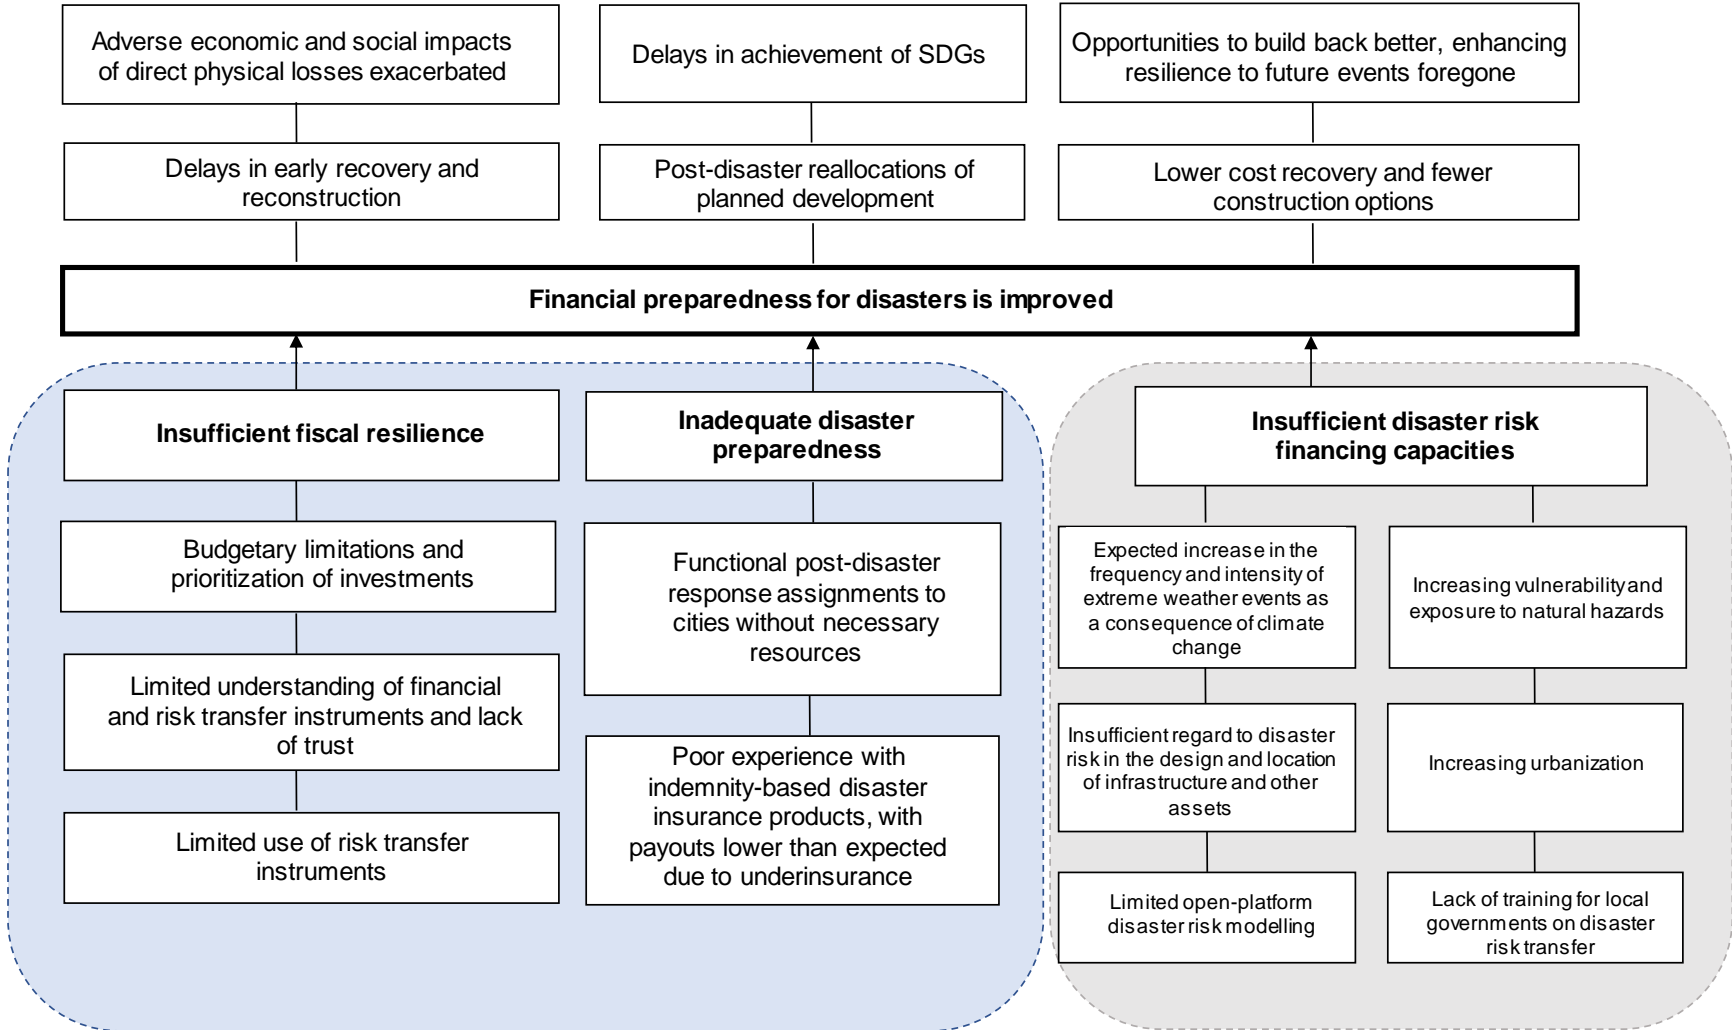 Adverse economic and social impacts
of direct physical losses exacerbated
Delays in achievement of SDGs
Opportunities to build back better, enhancing
resilience to future events foregone
Delays in early recovery and
reconstruction
Post-disaster reallocations of
planned development
Lower cost recovery and fewer
construction options
Financial preparedness for disasters is improved
Insufficient fiscal resilience
Inadequate disaster
preparedness
Insufficient disaster risk
financing capacities
Budgetary limitations and
prioritization of investments
Functional post-disaster
response assignments to
cities without necessary
resources
Expected increase in the
frequency and intensity of
extreme weather events as
a consequence of climate
change
Increasing vulnerability and
exposure to natural hazards
Limited understanding of financial
and risk transfer instruments and lack
of trust
Poor experience with
indemnity-based disaster
insurance products, with
payouts lower than expected
due to underinsurance
Insufficient regard to disaster
risk in the design and location
of infrastructure and other
assets
Increasing urbanization
Limited use of risk transfer
instruments
Limited open-platform
disaster risk modelling
Lack of training for local
governments on disaster
risk transfer